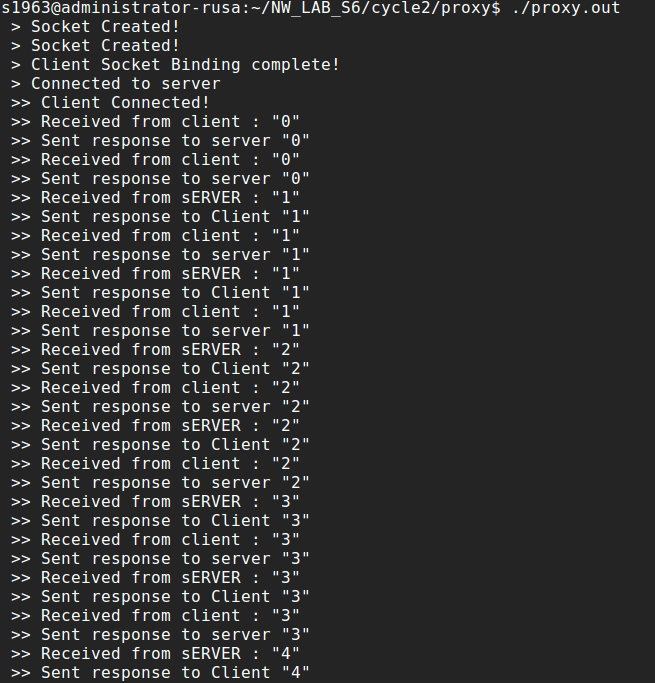 s1963@administrator-rusa:~/NW_LAB_S6/cycle2/proxy$ ./proxy.out
> Socket Created!
> Socket Created!
> Client Socket Binding complete!
> Connected to server
>> Client Connected!
>> Received from client : "0"
>> Sent response to server "0"
>> Received from client : "0"
>> Sent response to server "0"
>> Received from sERVER : "1"
>> Sent response to Client "1"
>> Received from client : "1"
>> Sent response to server "1"
>> Received from sERVER : "1"
>> Sent response to Client "1"
>> Received from client : "1"
>> Sent response to server "1"
>> Received from sERVER : "2"
>> Sent response to Client "2"
>> Received from client : "2"
>> Sent response to server "2"
>> Received from sERVER : "2"
>> Sent response to Client "2"
>> Received from client : "2"
>> Sent response to server "2"
>> Received from sERVER : "3"
>> Sent response to Client "3"
>> Received from client : "3"
>> Sent response to server "3"
>> Received from sERVER : "3"
>> Sent response to Client "3"
>> Received from client : "3"
>> Sent response to server "3"
>> Received from sERVER : "4"
>> Sent response to Client "4"